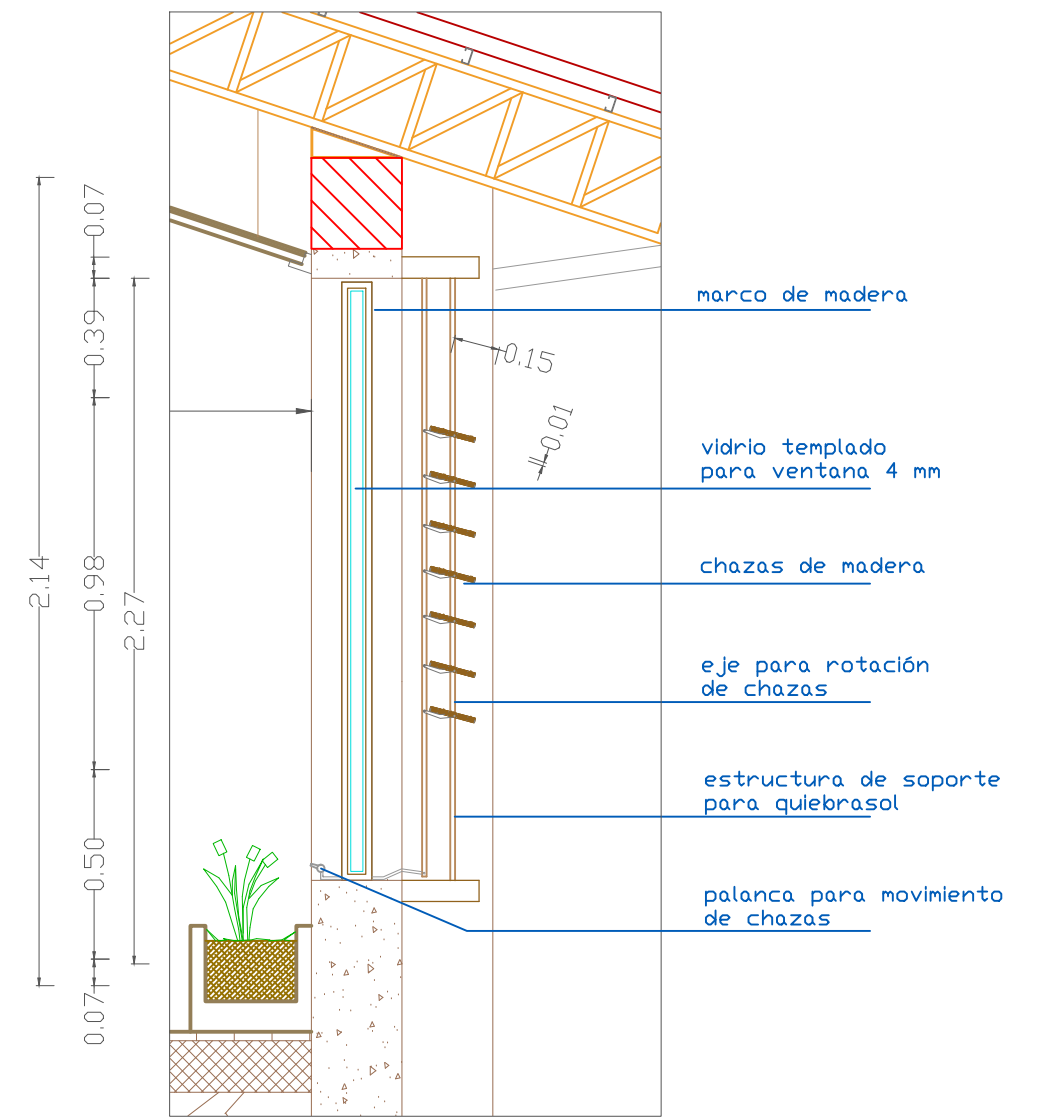 0.07
marco de madera
0.39
0.15
0.01
vidrio templado
para ventana 4 mm
chazas de madera
2.14
0.98
2.27
eje para rotación
de chazas
estructura de soporte
para quiebrasol
0.50
palanca para movimiento
de chazas
0.07